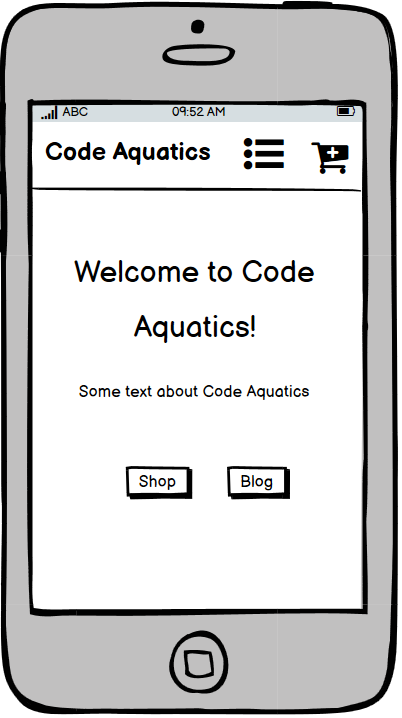 ABC 09:52 AM
Code Aquatics
Welcome to Code
Aquatics!
Some text about Code Aquatics
Shop Blog